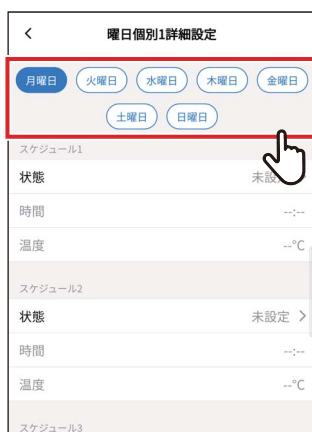 曜日個別1詳細設定
月曜日 火曜日 水曜日 木曜日 金曜日
土曜日 日曜日
スケジュール1
状態 未設
時間 --:--
温度 --°C
スケジュール2
状態 未設定 >
時間 --:--
温度 --°C
スケジュール3